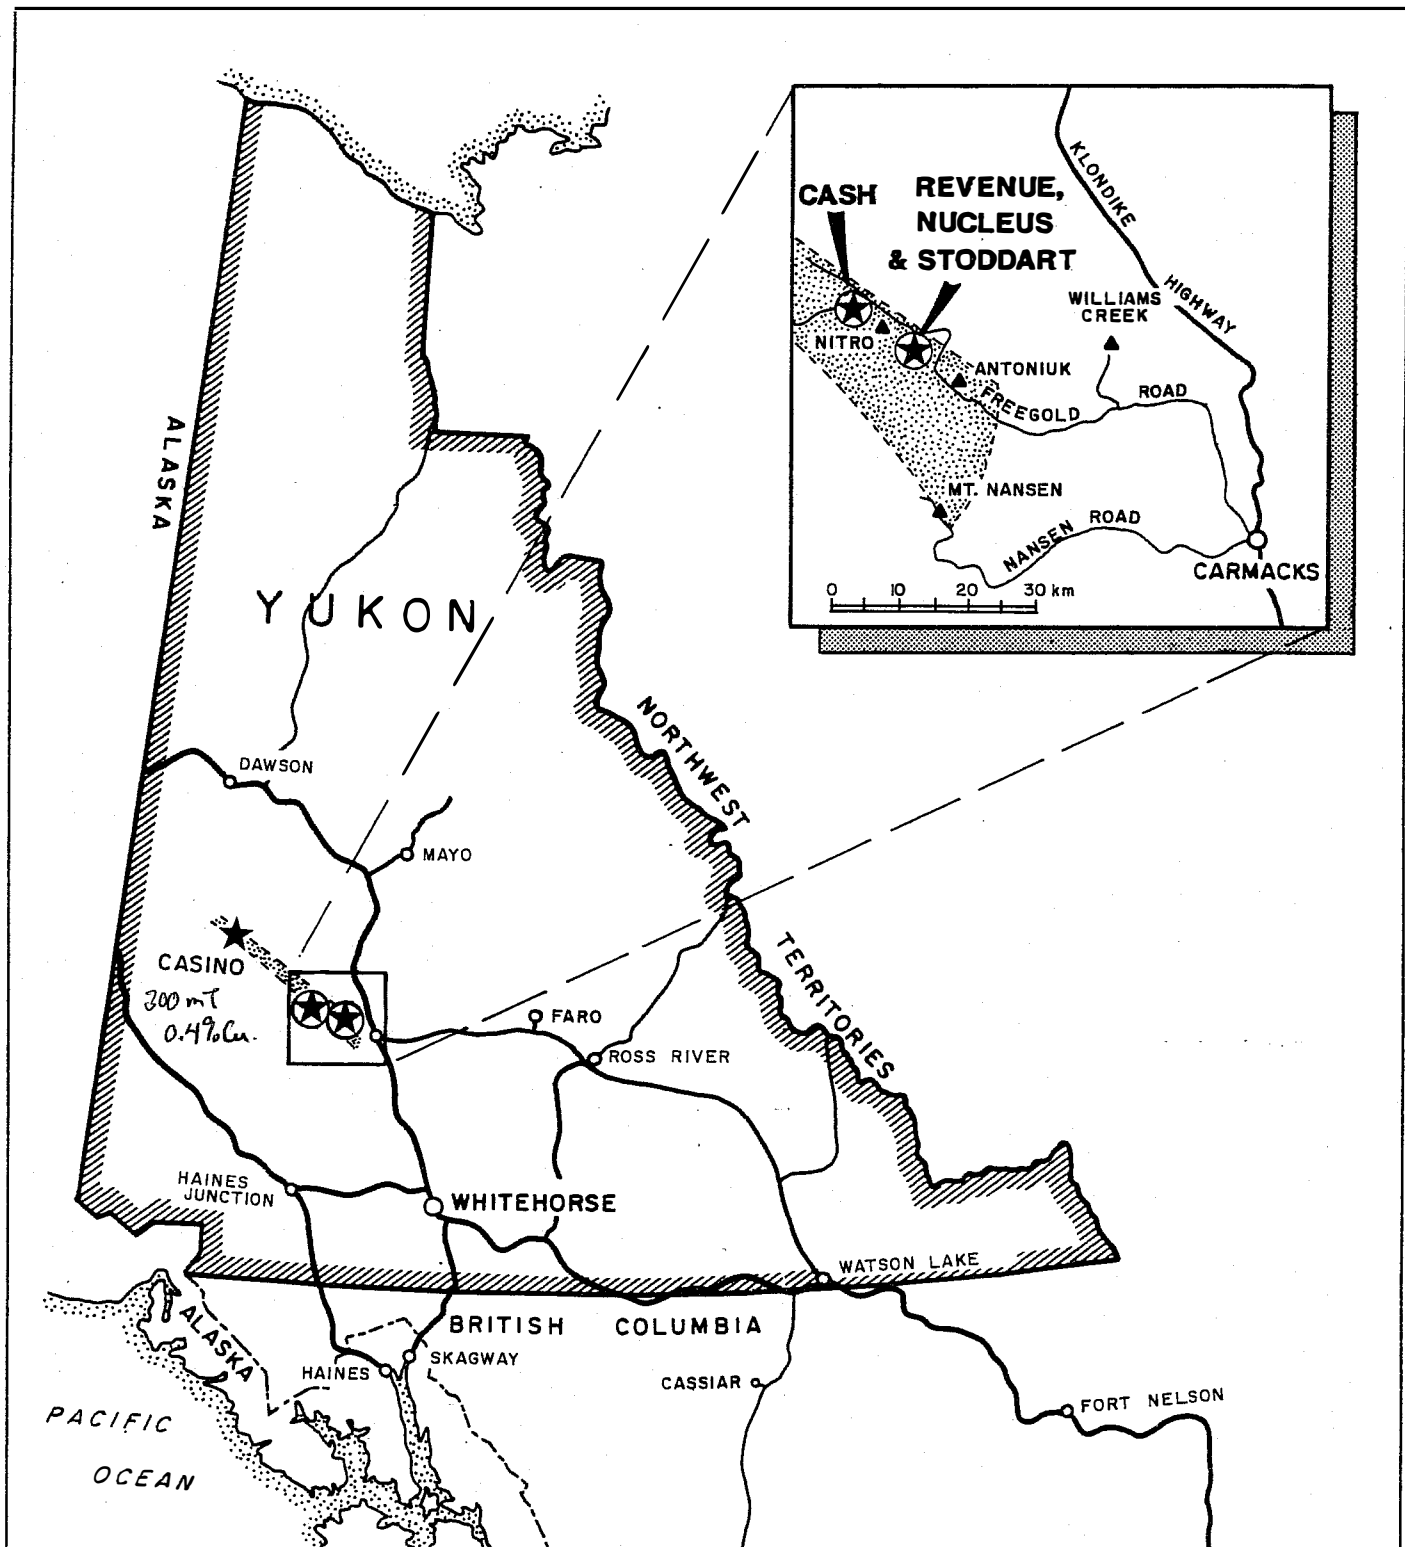 KLONDIKE
HIGHWAY
CASH
REVENUE,
NUCLEUS
& STODDART
WILLIAMS
CREEK
NITRO
ANTONIUK
FREEGOLD
ROAD
MT. NANSEN
NANSEN
ROAD
CARMACKS
0 10 20 30 km
ALASKA
YUKON
NORTHWEST
TERRITORIES
DAWSON
MAYO
CASINO
300 mT
0.4% Cu.
FARO
ROSS RIVER
HAINES
JUNCTION
WHITEHORSE
WATSON LAKE
BRITISH COLUMBIA
ALASKA
HAINES
SKAGWAY
CASSIAR
FORT NELSON
PACIFIC
OCEAN